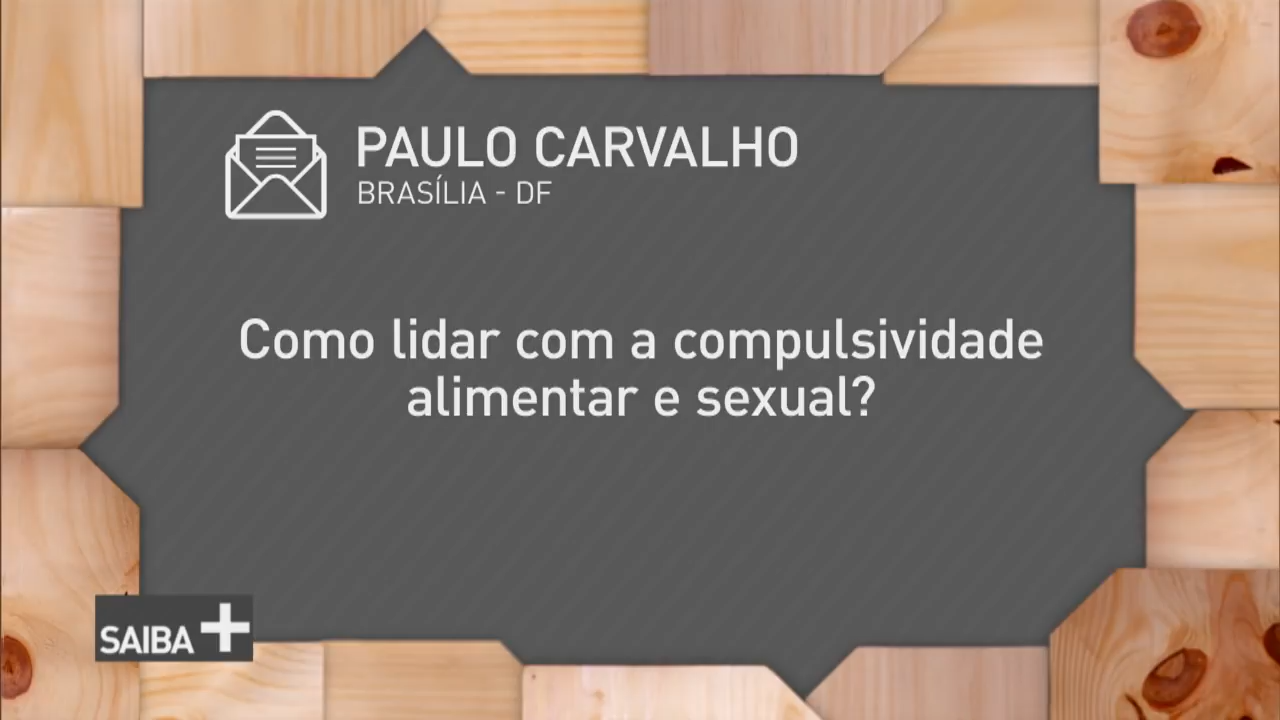 PAULO CARVALHO
BRASÍLIA - DF
Como lidar com a compulsividade
alimentar e sexual?
SAIBA+